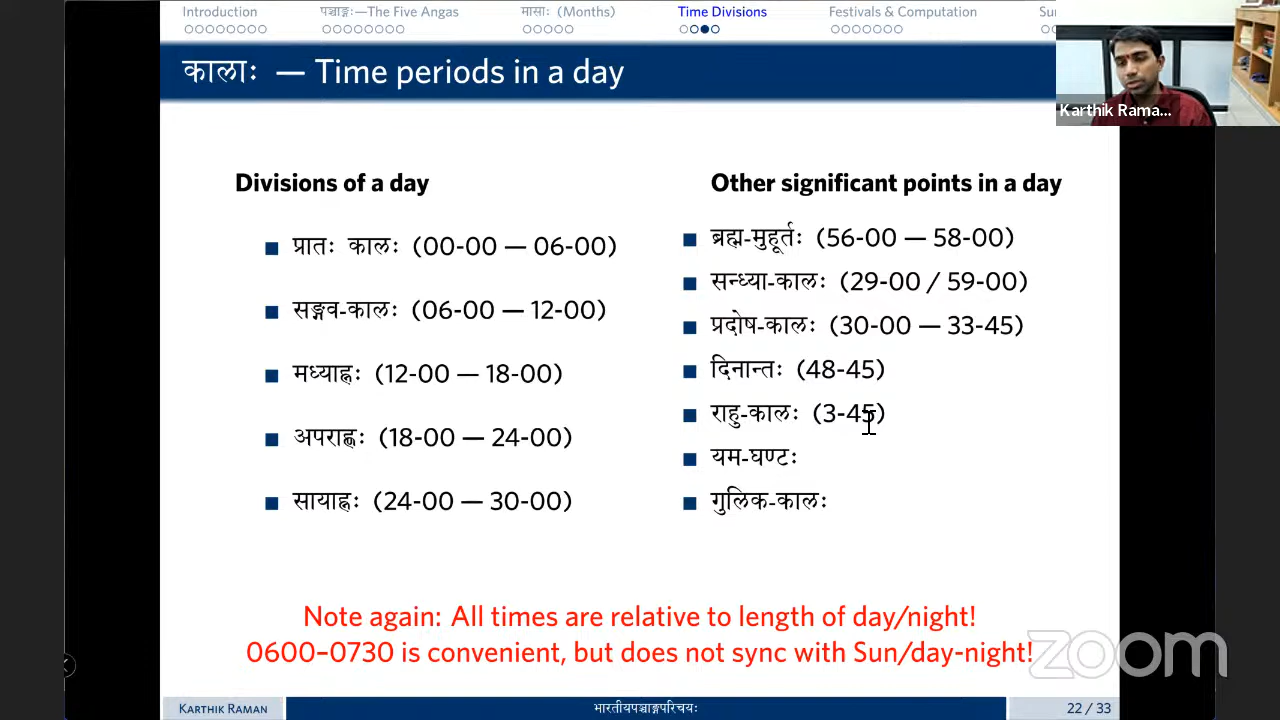 Introduction
पञ्चाङ्गः—The Five Angas
मासाः (Months)
Time Divisions
Festivals & Computation
कालाः — Time periods in a day
Karthik Rama...
Divisions of a day
प्रातः कालः (00-00 — 06-00)
सङ्गव-कालः (06-00 — 12-00)
मध्याह्नः (12-00 — 18-00)
अपराह्णः (18-00 — 24-00)
सायाह्नः (24-00 — 30-00)
Other significant points in a day
ब्रह्म-मुहूर्तः (56-00 — 58-00)
सन्ध्या-कालः (29-00 / 59-00)
प्रदोष-कालः (30-00 — 33-45)
दिनान्तः (48-45)
राहु-कालः (3-45)
यम-घण्टः
गुलिक-कालः
Note again: All times are relative to length of day/night!
0600–0730 is convenient, but does not sync with Sun/day-night!
zoom
KARTHIK RAMAN
भारतीयपञ्चाङ्गपरिचयः
22 / 33